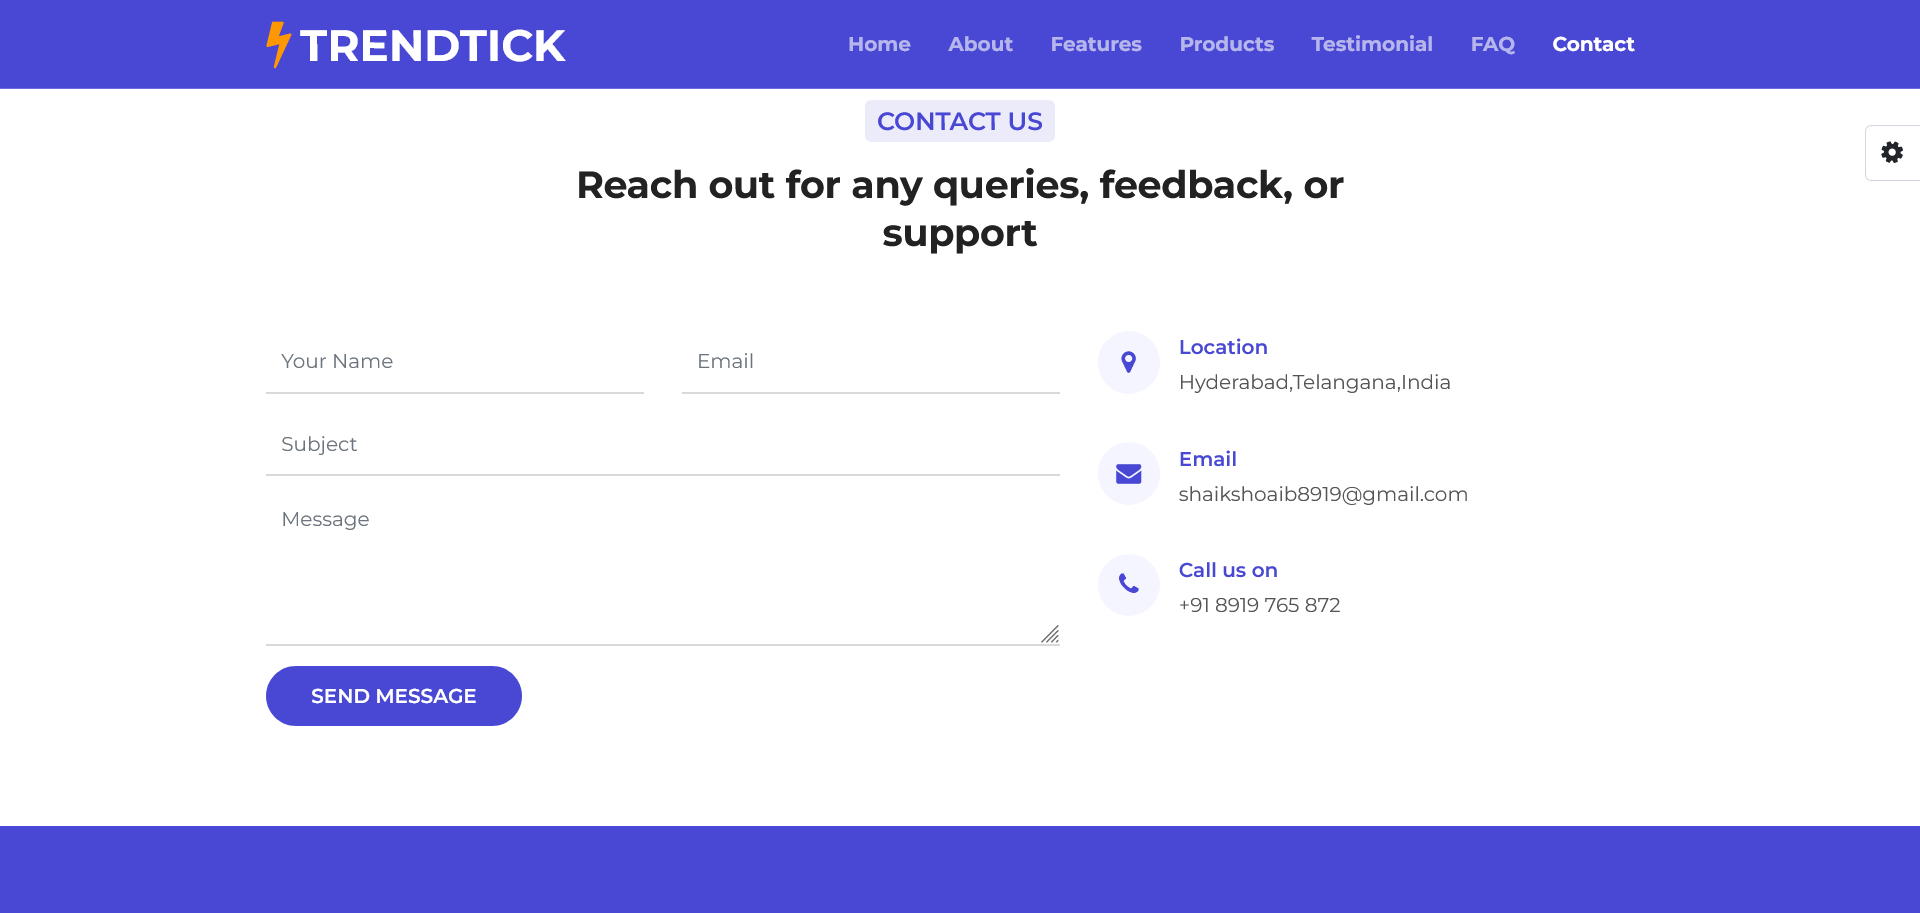 TRENDTICK
Home About Features Products Testimonial FAQ Contact
CONTACT US
Reach out for any queries, feedback, or
support
Your Name
Email
Subject
Message
SEND MESSAGE
Location
Hyderabad,Telangana,India
Email
shaikshoaib8919@gmail.com
Call us on
+91 8919 765 872